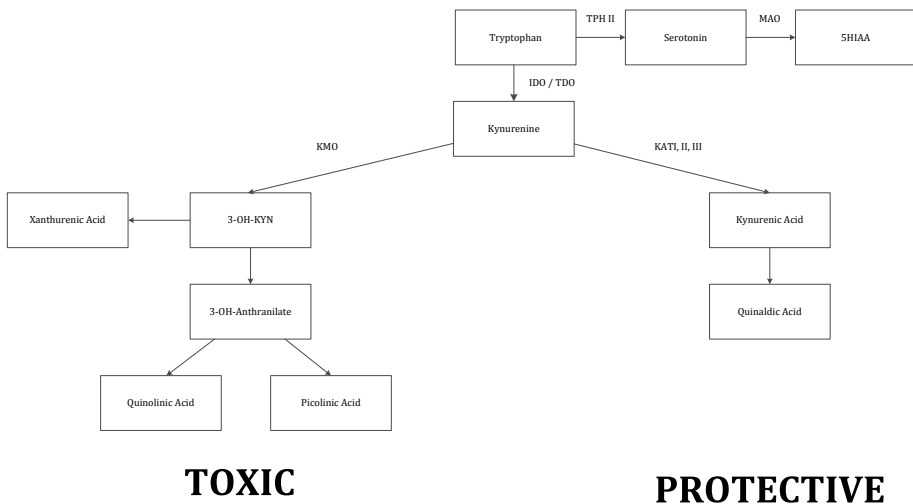 TPH II
MAO
Tryptophan
Serotonin
5HIAA
IDO / TDO
Kynurenine
KMO
KATI, II, III
Xanthurenic Acid
3-OH-KYN
Kynurenic Acid
3-OH-Anthranilate
Quinaldic Acid
Quinolinic Acid
Picolinic Acid
TOXIC
PROTECTIVE